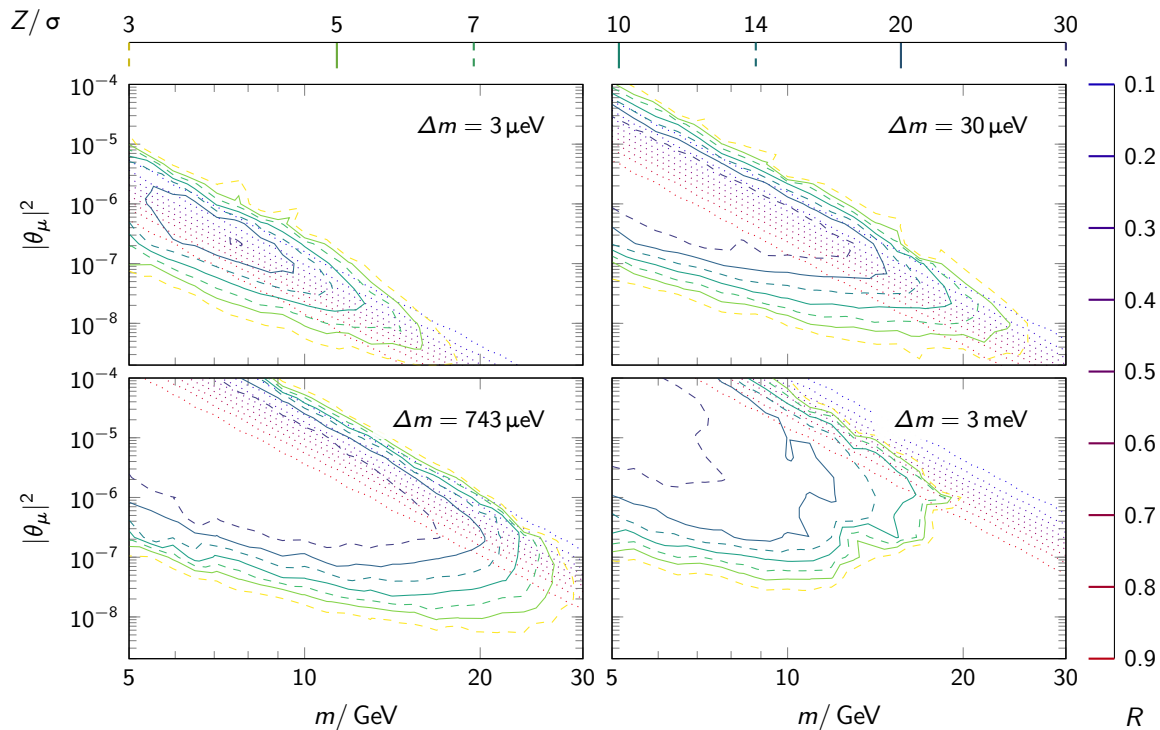 Z/ σ
3 5 7 10 14 20 30
10⁻⁴
10⁻⁵
10⁻⁶
10⁻⁷
10⁻⁸
|θμ|²
Δm = 3 μeV
Δm = 30 μeV
10⁻⁴
10⁻⁵
10⁻⁶
10⁻⁷
10⁻⁸
|θμ|²
Δm = 743 μeV
Δm = 3 meV
5 10 20 30
5 10 20 30
m/ GeV
m/ GeV
0.1
0.2
0.3
0.4
0.5
0.6
0.7
0.8
0.9
R